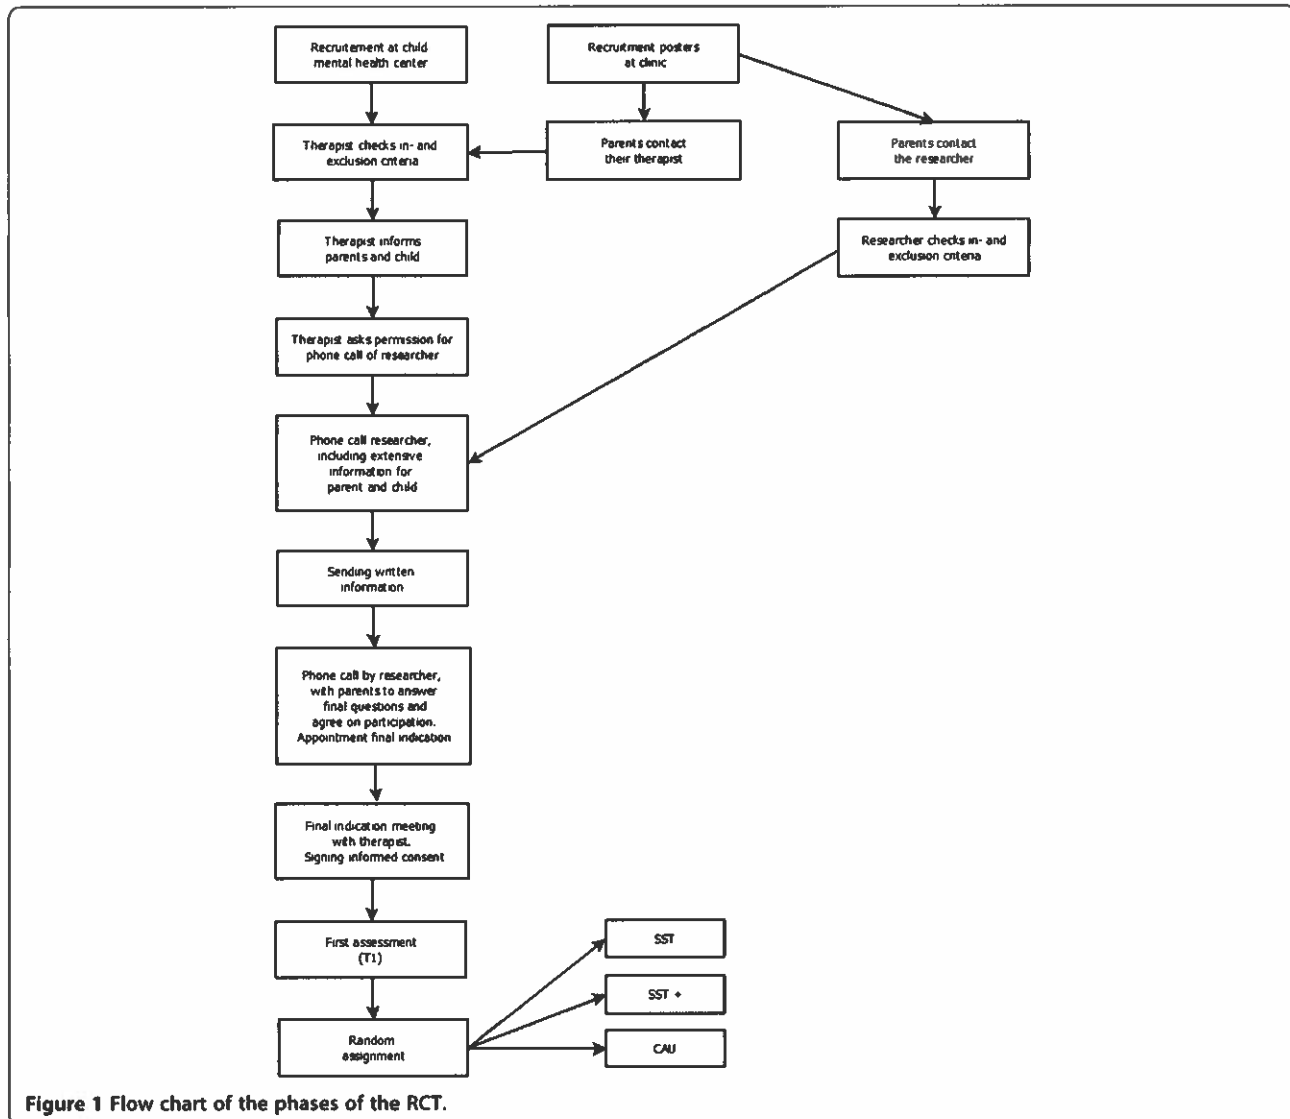 Recruitement at child
mental health center
Recruitment posters
at clinic
Therapist checks in- and
exclusion criteria
Parents contact
their therapist
Parents contact
the researcher
Therapist informs
parents and child
Researcher checks in- and
exclusion criteria
Therapist asks permission for
phone call of researcher
Phone call researcher,
including extensive
information for
parent and child
Sending written
information
Phone call by researcher,
with parents to answer
final questions and
agree on participation.
Appointment final indication
Final indication meeting
with therapist.
Signing informed consent
First assessment
(T1)
SST
SST +
Random
assignment
CAU
Figure 1 Flow chart of the phases of the RCT.